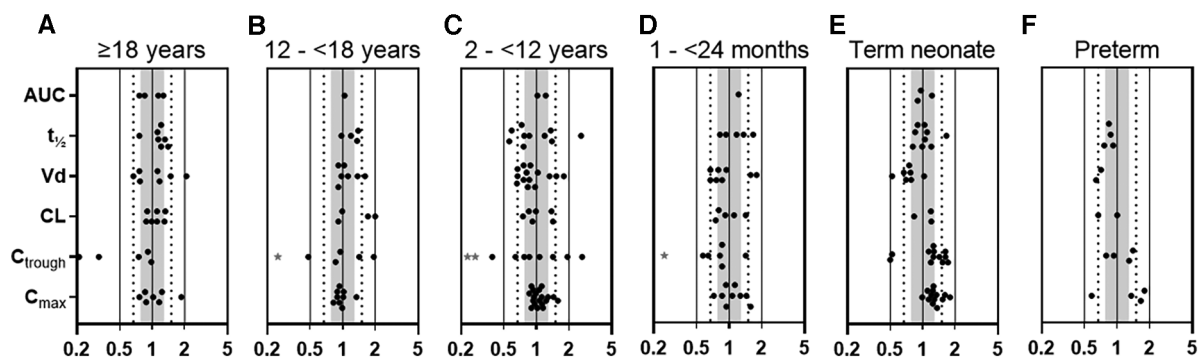 A B C D E F
≥18 years 12 - <18 years 2 - <12 years 1 - <24 months Term neonate Preterm
AUC
t½
Vd
CL
Ctrough
Cmax
0.2 0.5 1 2 5 0.2 0.5 1 2 5 0.2 0.5 1 2 5 0.2 0.5 1 2 5 0.2 0.5 1 2 5 0.2 0.5 1 2 5